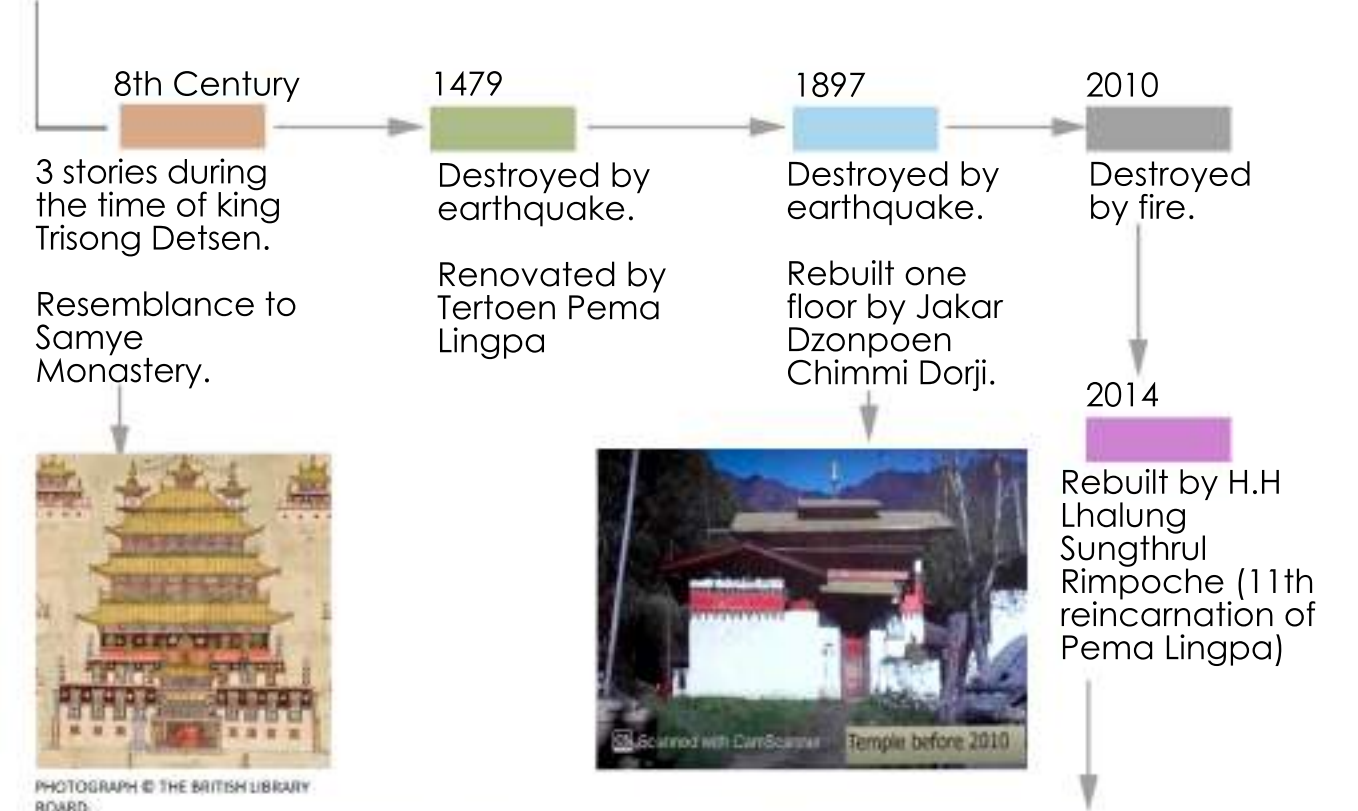 8th Century
3 stories during
the time of king
Trisong Detsen.
Resemblance to
Samye
Monastery.
PHOTOGRAPH © THE BRITISH LIBRARY
BOARD.
1479
Destroyed by
earthquake.
Renovated by
Tertoen Pema
Lingpa
1897
Destroyed by
earthquake.
Rebuilt one
floor by Jakar
Dzonpoen
Chimmi Dorji.
CS Scanned with CamScanner
Temple before 2010
2010
Destroyed
by fire.
2014
Rebuilt by H.H
Lhalung
Sungthrul
Rimpoche (11th
reincarnation of
Pema Lingpa)